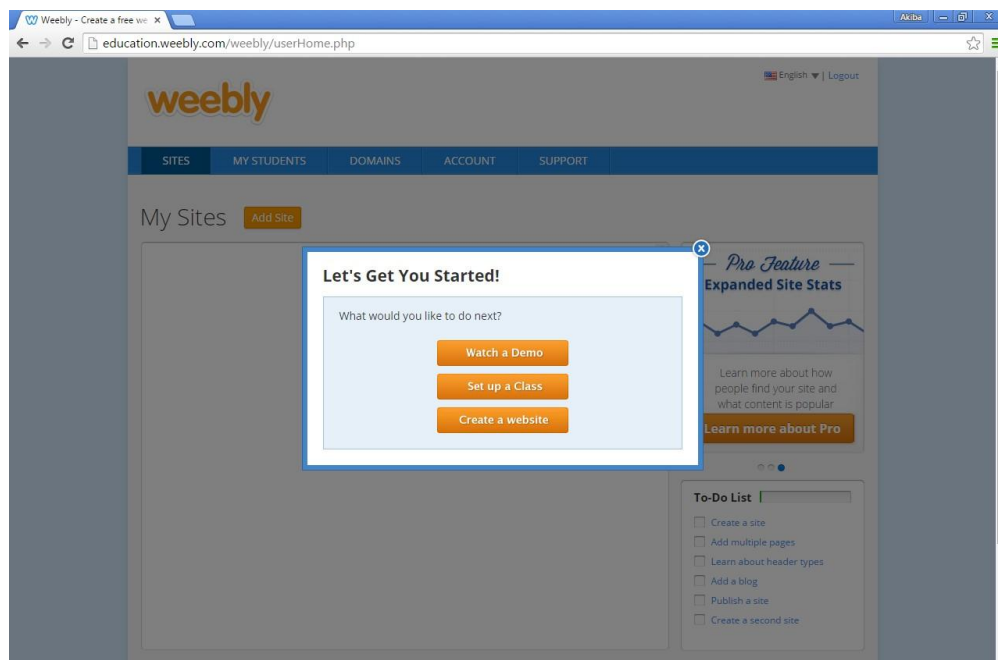 Weebly - Create a free we
Akiba
education.weebly.com/weebly/userHome.php
English | Logout
weebly
SITES MY STUDENTS DOMAINS ACCOUNT SUPPORT
My Sites Add Site
Let's Get You Started!
What would you like to do next?
Watch a Demo
Set up a Class
Create a website
Pro Feature
Expanded Site Stats
Learn more about how
people find your site and
what content is popular
Learn more about Pro
To-Do List
Create a site
Add multiple pages
Learn about header types
Add a blog
Publish a site
Create a second site